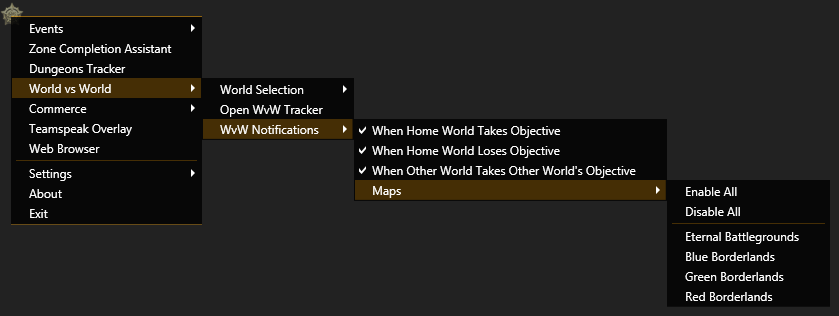 Events
Zone Completion Assistant
Dungeons Tracker
World vs World
Commerce
Teamspeak Overlay
Web Browser
Settings
About
Exit
World Selection
Open WvW Tracker
WvW Notifications
When Home World Takes Objective
When Home World Loses Objective
When Other World Takes Other World's Objective
Maps
Enable All
Disable All
Eternal Battlegrounds
Blue Borderlands
Green Borderlands
Red Borderlands